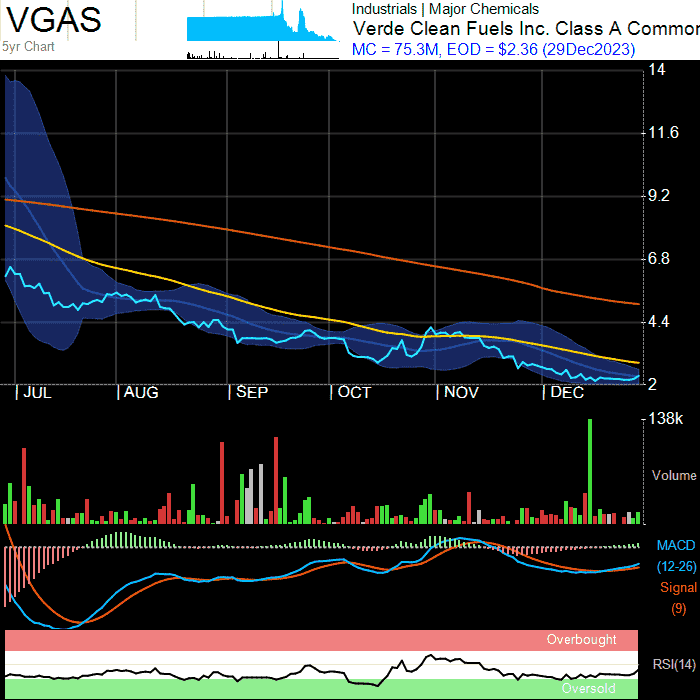 VGAS
5yr Chart
Industrials | Major Chemicals
Verde Clean Fuels Inc. Class A Common
MC = 75.3M, EOD = $2.36 (29Dec2023)
14
11.6
9.2
6.8
4.4
2
JUL AUG SEP OCT NOV DEC
138k
Volume
MACD
(12-26)
Signal
(9)
Overbought
RSI(14)
Oversold